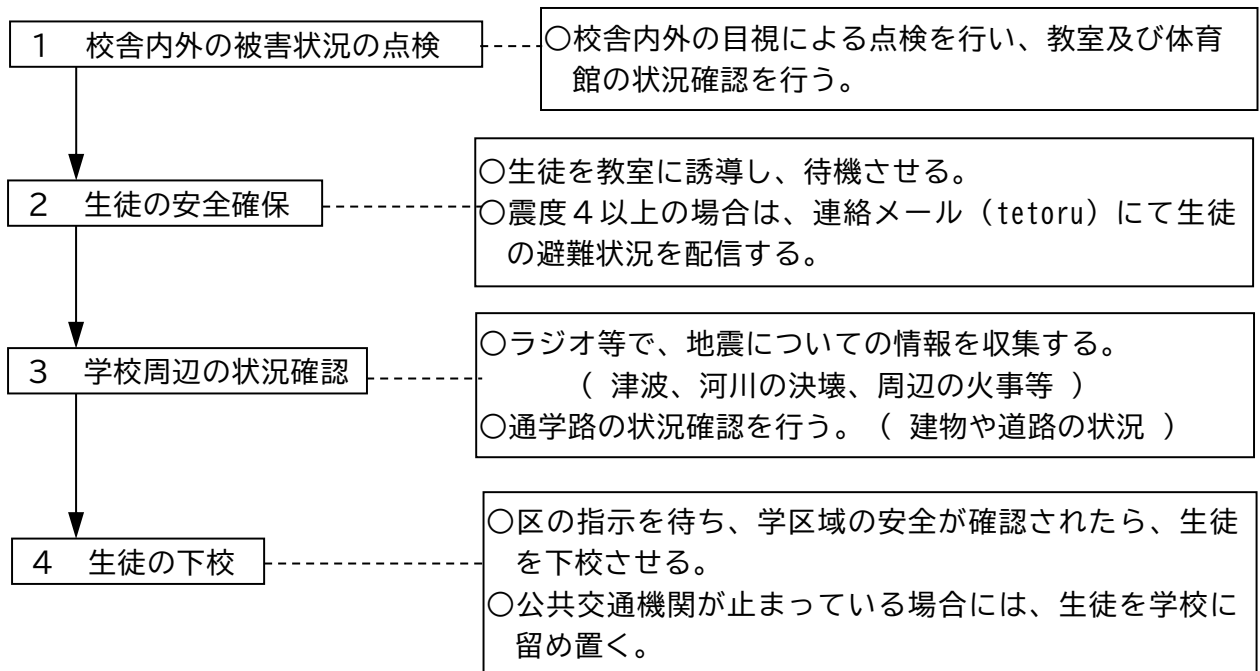 １　校舎内外の被害状況の点検
○校舎内外の目視による点検を行い、教室及び体育
館の状況確認を行う。
２　生徒の安全確保
○生徒を教室に誘導し、待機させる。
○震度４以上の場合は、連絡メール（tetoru）にて生徒
の避難状況を配信する。
３　学校周辺の状況確認
○ラジオ等で、地震についての情報を収集する。
（ 津波、河川の決壊、周辺の火事等 ）
○通学路の状況確認を行う。（ 建物や道路の状況 ）
４　生徒の下校
○区の指示を待ち、学区域の安全が確認されたら、生徒
を下校させる。
○公共交通機関が止まっている場合には、生徒を学校に
留め置く。